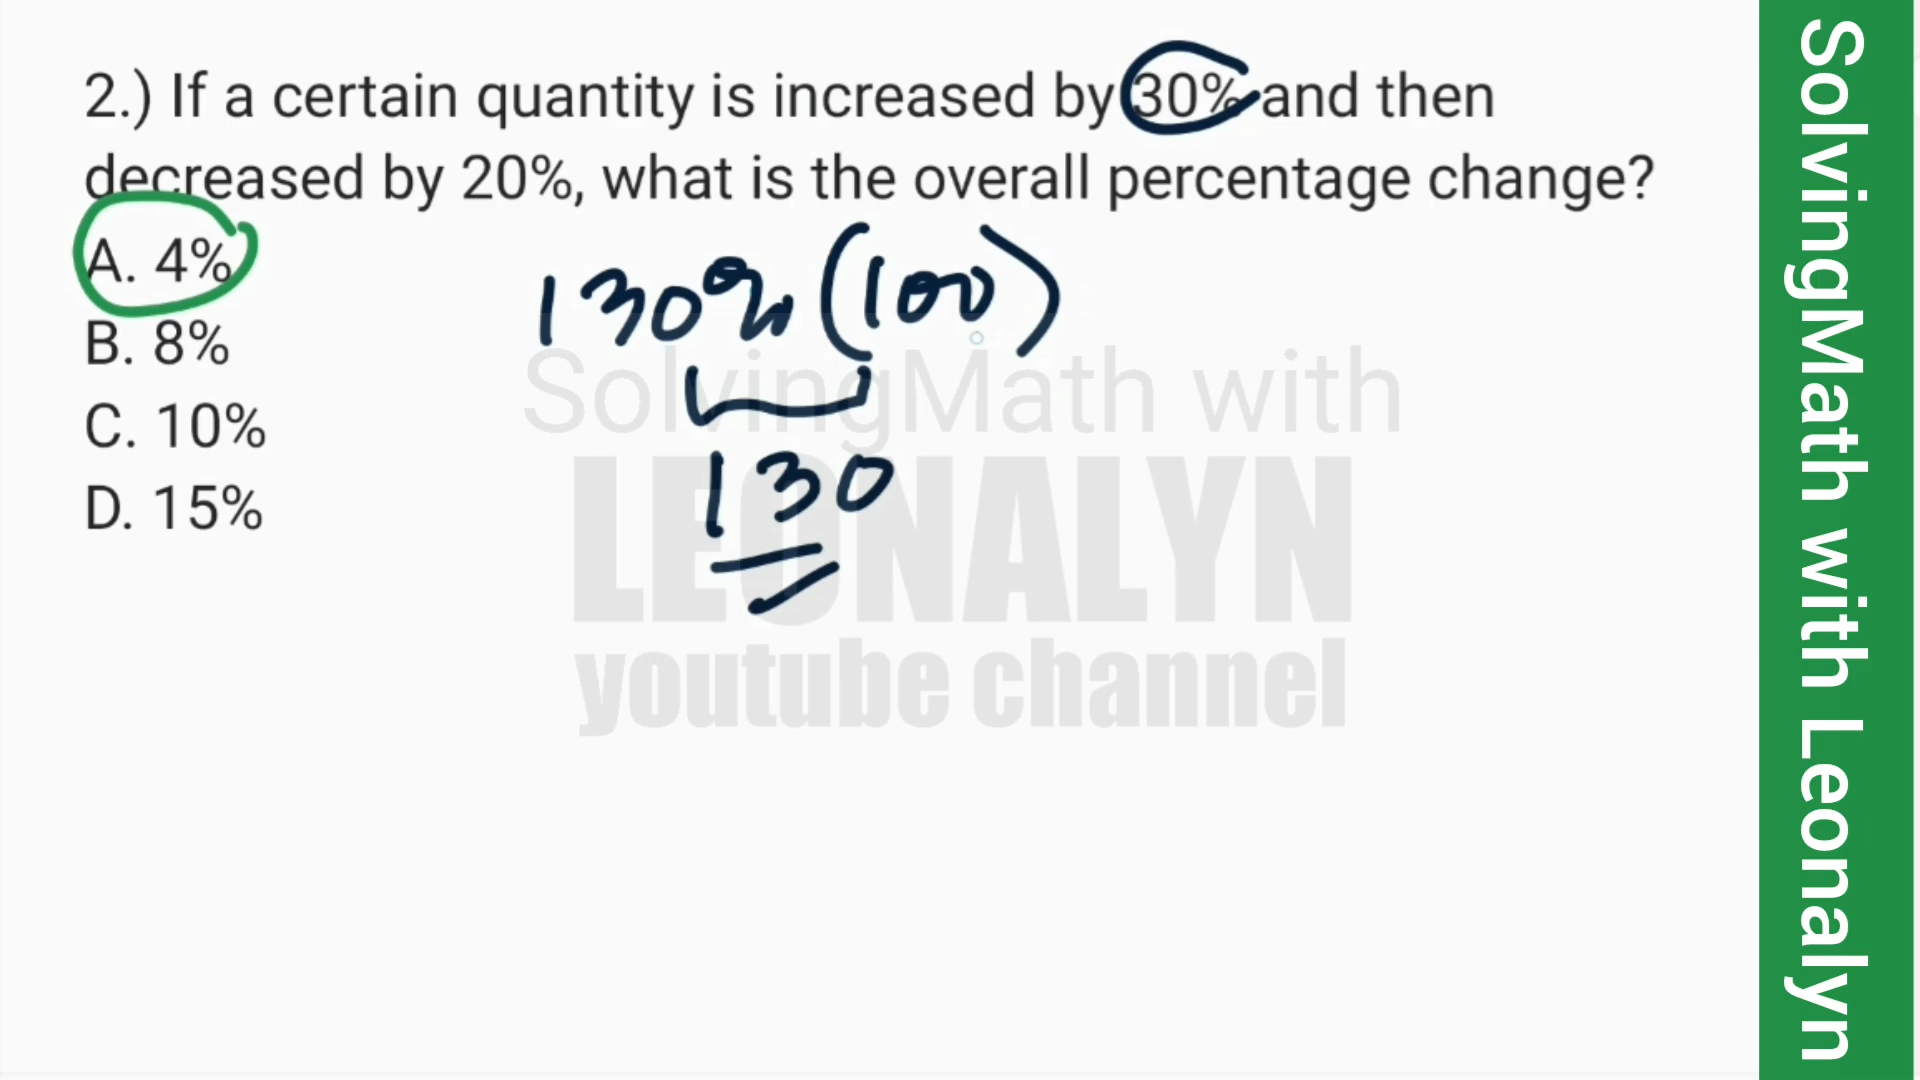 2.) If a certain quantity is increased by 30% and then
decreased by 20%, what is the overall percentage change?
A. 4%
B. 8%
C. 10%
D. 15%
130% (100)
130
SolvingMath with
LEONALYN
youtube channel
SolvingMath with Leonalyn